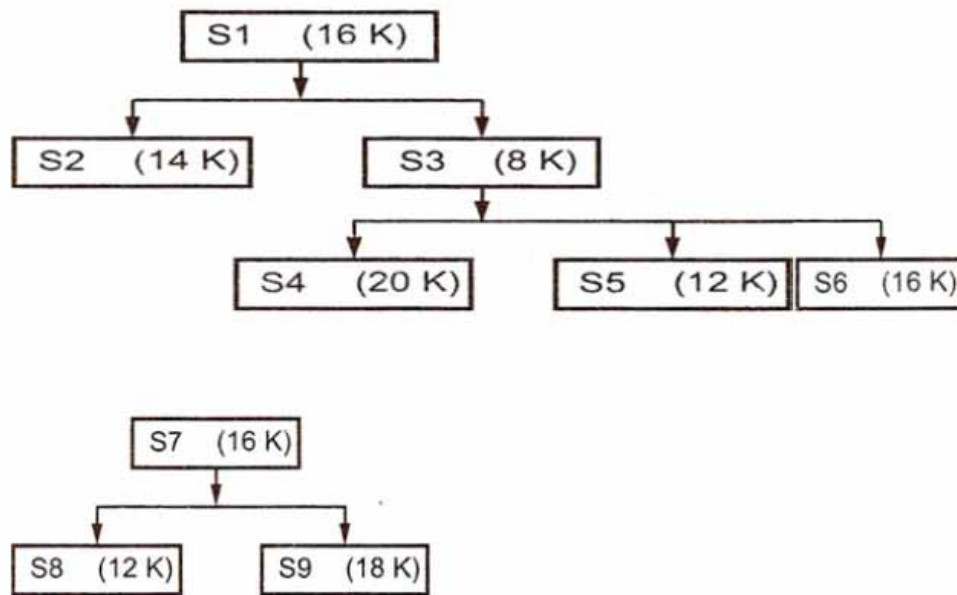 S1 (16 K)
S2 (14 K)
S3 (8 K)
S4 (20 K)
S5 (12 K)
S6 (16 K)
S7 (16 K)
S8 (12 K)
S9 (18 K)